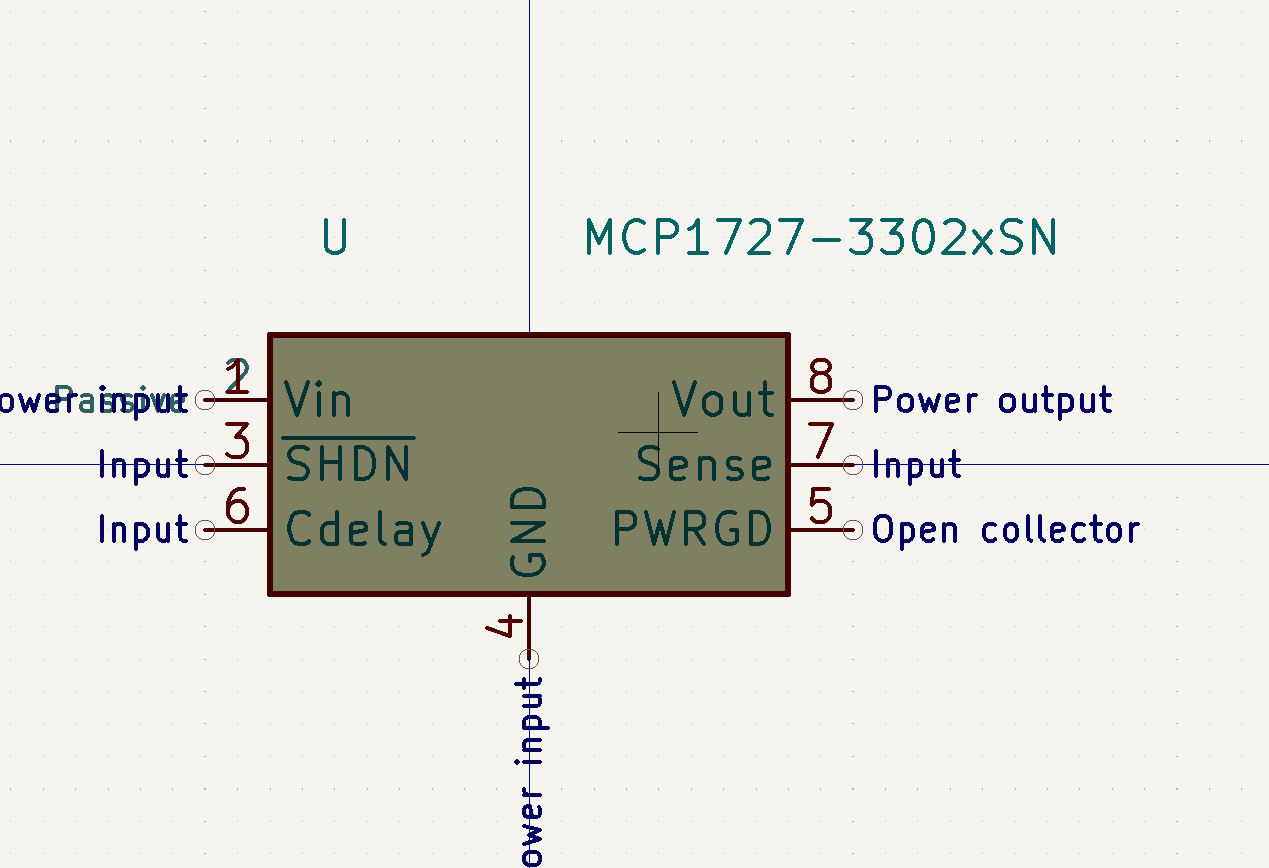 U MCP1727-3302xSN
1 2 8
ower input Passive Vin Vout Power output
3 7
Input SHDN Sense Input
6 5
Input Cdelay GND PWRGD Open collector
4
ower input